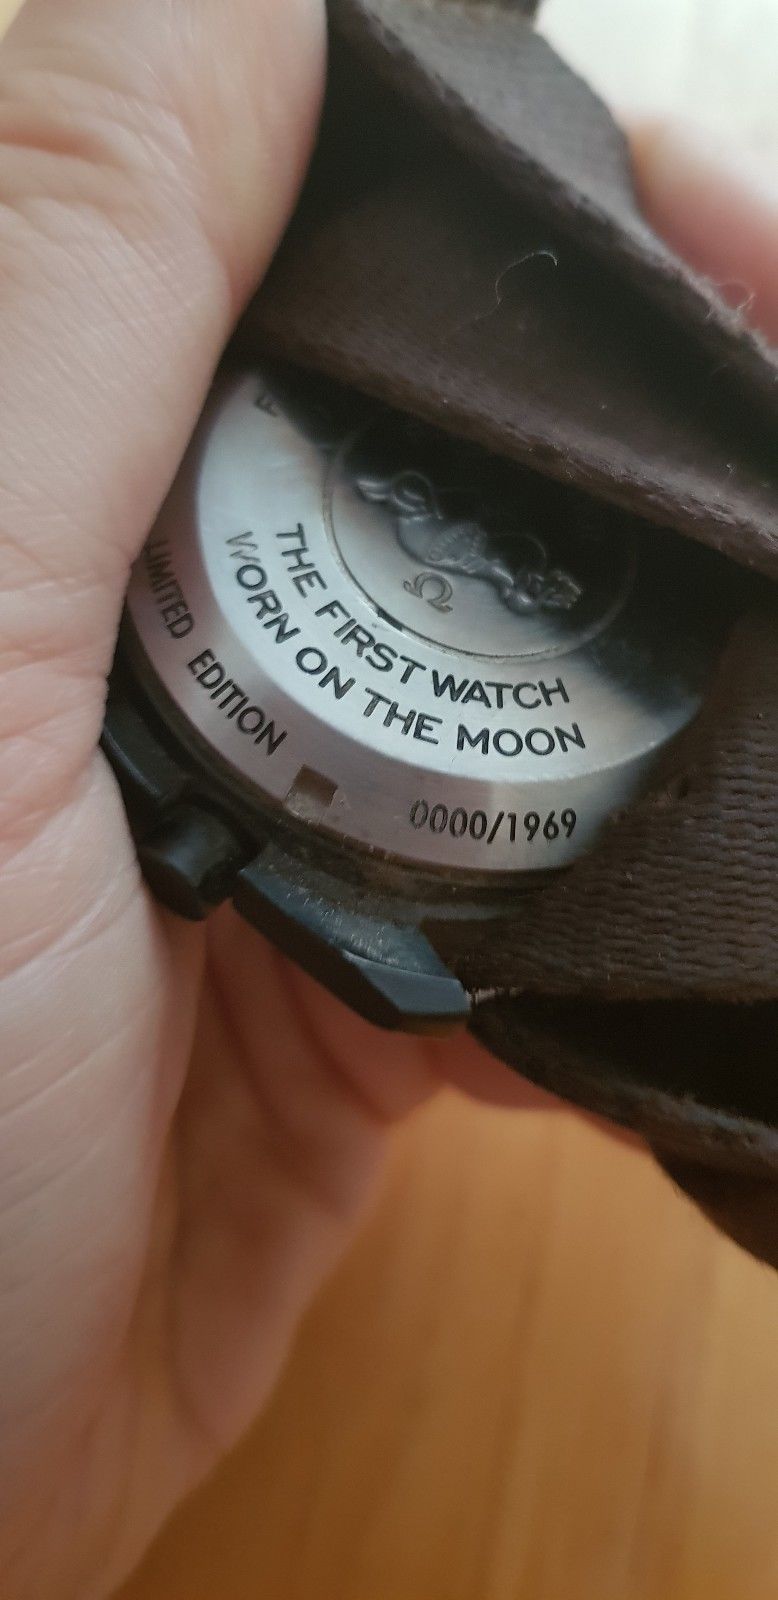 THE FIRST WATCH
WORN ON THE MOON
LIMITED EDITION
0000/1969
Ω